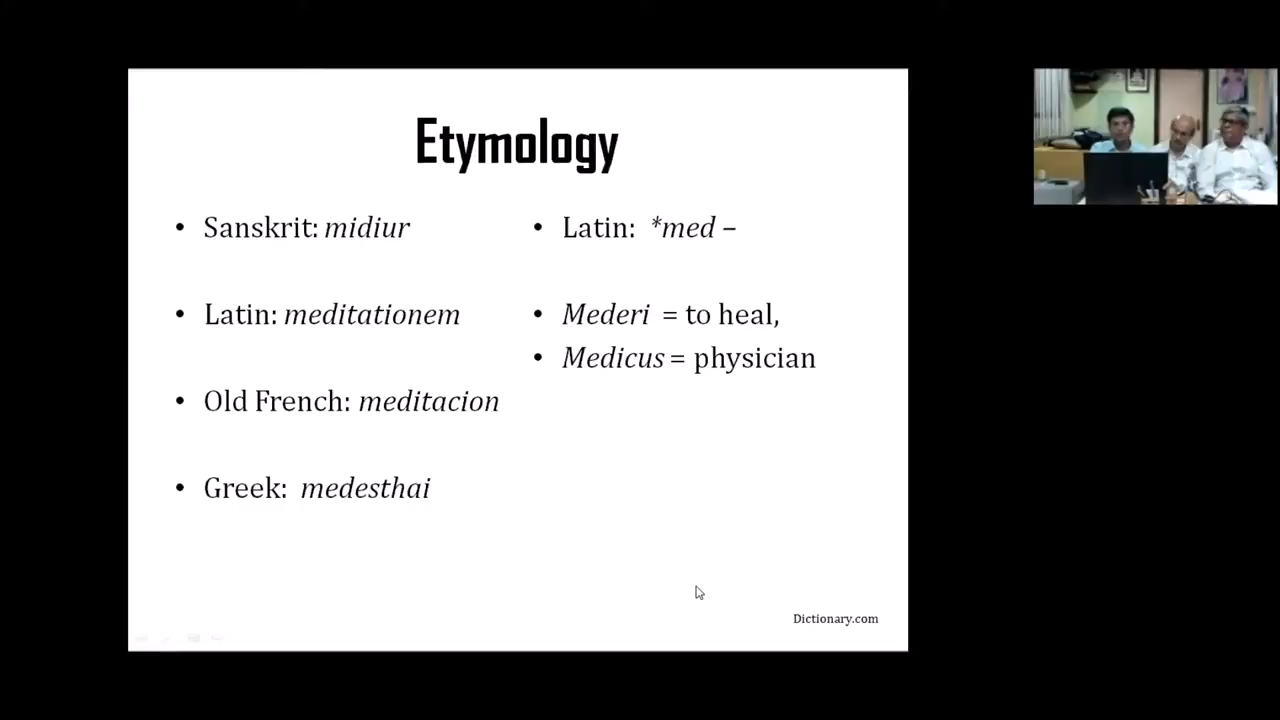 Etymology
• Sanskrit: midiur
• Latin: meditationem
• Old French: meditacion
• Greek: medesthai
• Latin: *med –
• Mederi = to heal,
• Medicus = physician
Dictionary.com